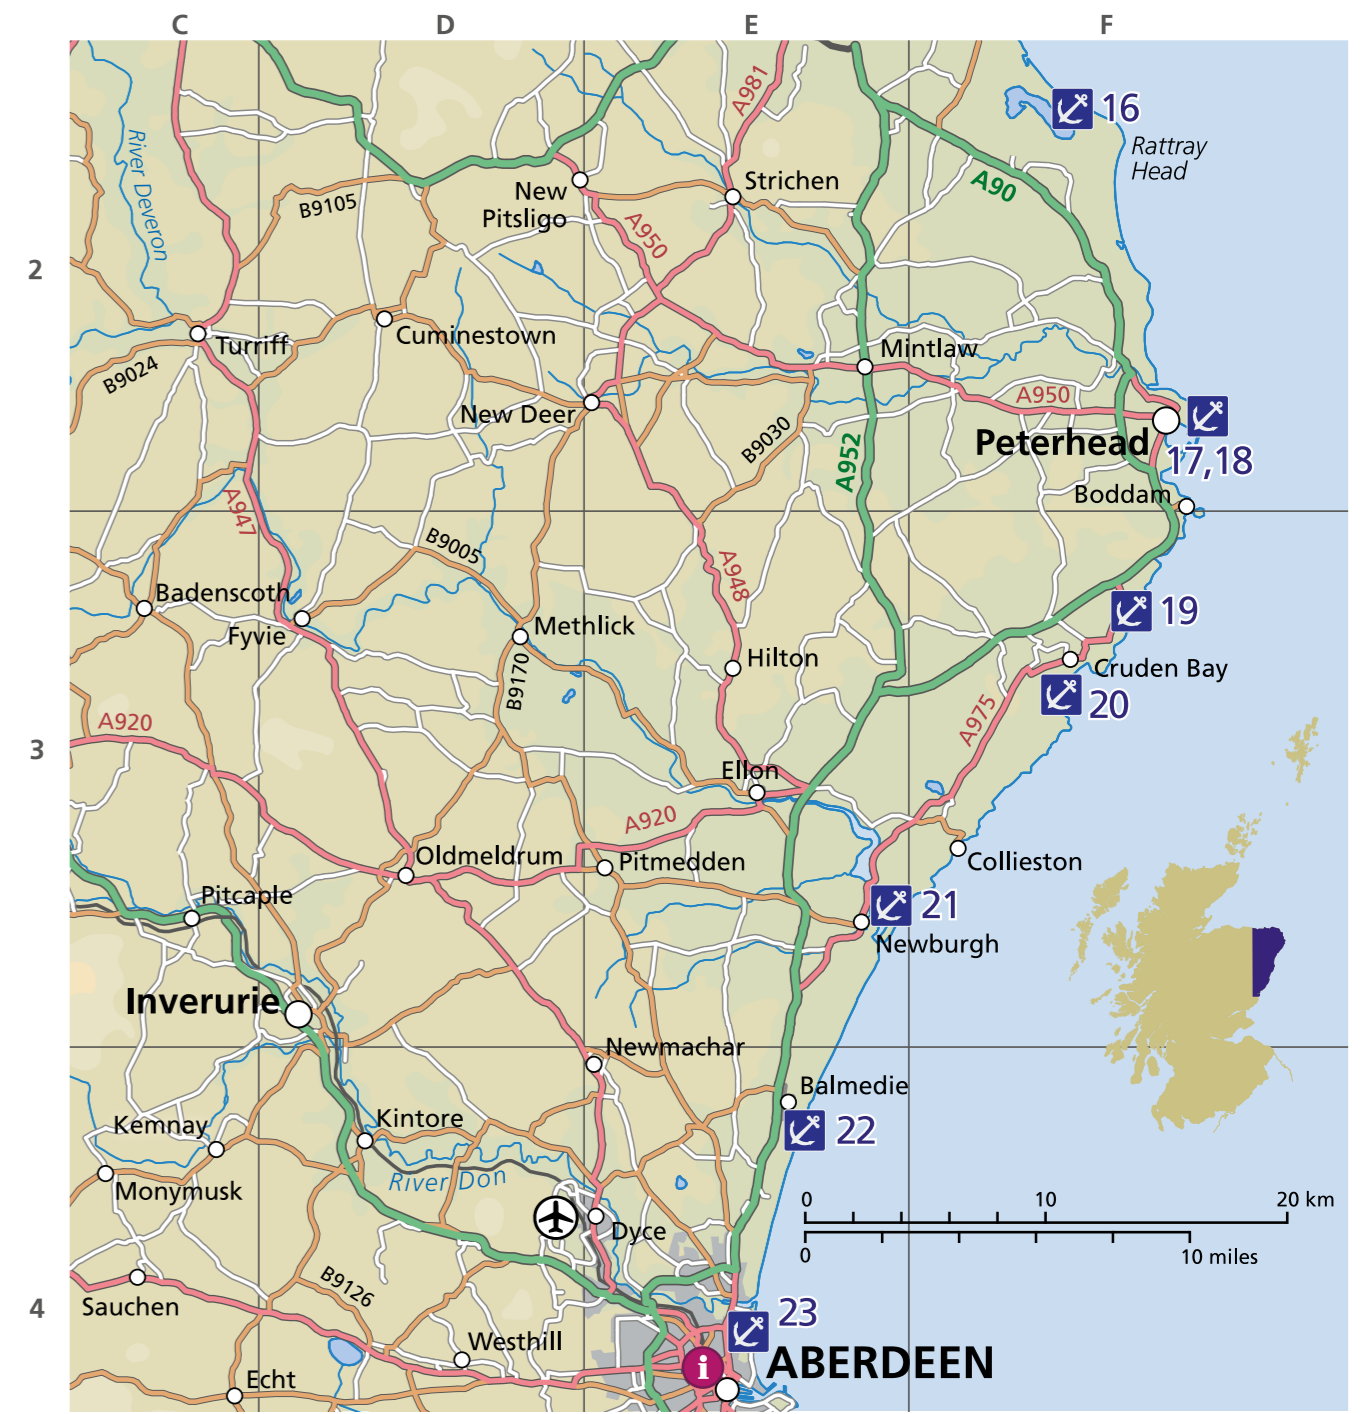 C
D
E
F
A981
16
River Deveron
Rattray
Head
Strichen
A90
New
Pitsligo
B9105
A950
2
Cuminestown
Turriff
Mintlaw
B9024
A950
New Deer
B9030
Peterhead
17,18
A952
A947
Boddam
B9005
A948
Badenscoth
19
Fyvie
Methlick
Hilton
Cruden Bay
B9170
20
A920
A975
3
Ellon
A920
Oldmeldrum
Pitmedden
Collieston
Pitcaple
21
Newburgh
Inverurie
Newmachar
Balmedie
Kemnay
Kintore
22
River Don
Monymusk
0
10
20 km
Dyce
0
10 miles
B9126
Sauchen
4
23
Westhill
i
ABERDEEN
Echt